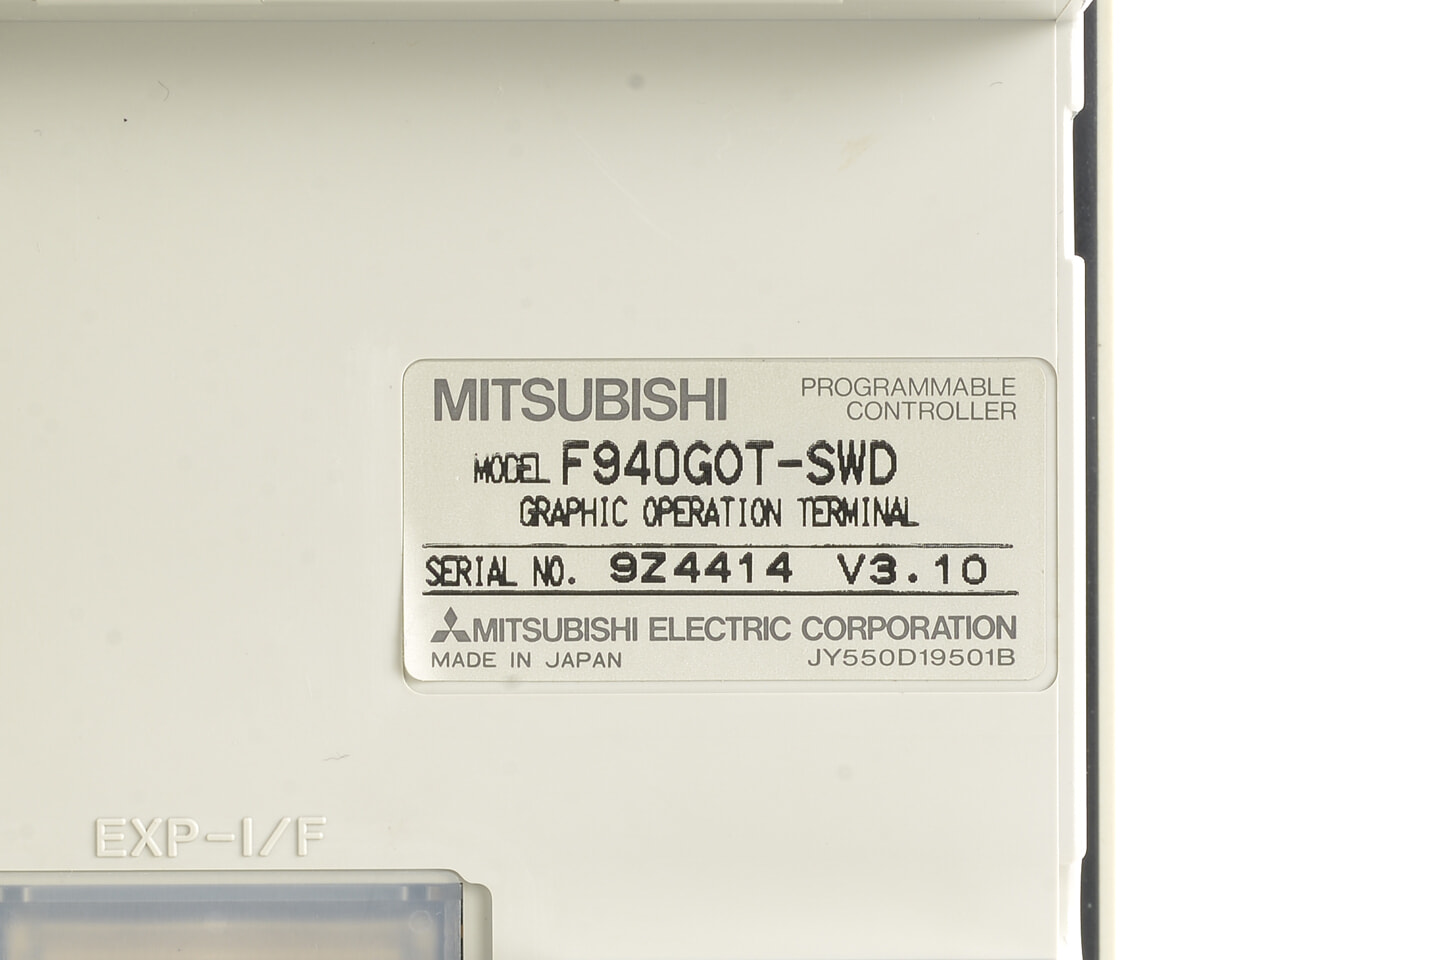 MITSUBISHI
PROGRAMMABLE
CONTROLLER
MODEL F940GOT-SWD
GRAPHIC OPERATION TERMINAL
SERIAL NO. 9Z4414 V3.10
MITSUBISHI ELECTRIC CORPORATION
MADE IN JAPAN JY550D19501B
EXP-I/F